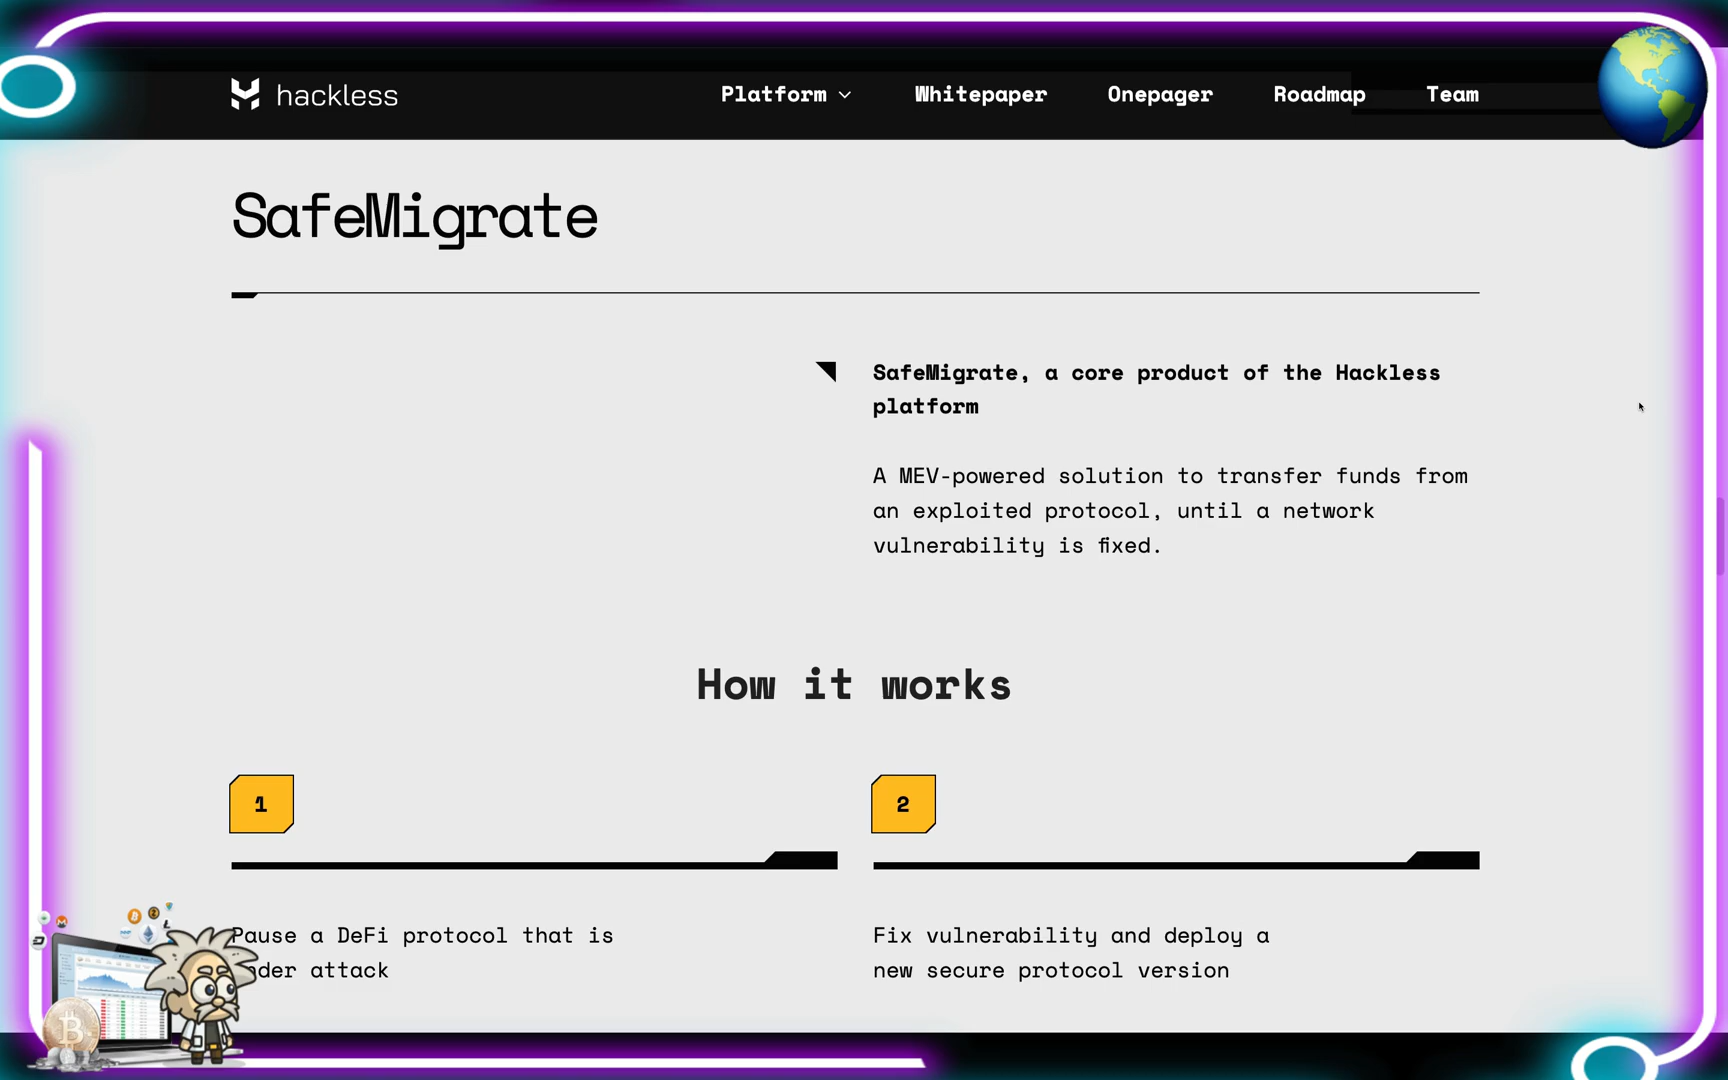 hackless
Platform
Whitepaper
Onepager
Roadmap
Team
SafeMigrate
SafeMigrate, a core product of the Hackless
platform
A MEV-powered solution to transfer funds from
an exploited protocol, until a network
vulnerability is fixed.
How it works
1
Pause a DeFi protocol that is
der attack
2
Fix vulnerability and deploy a
new secure protocol version